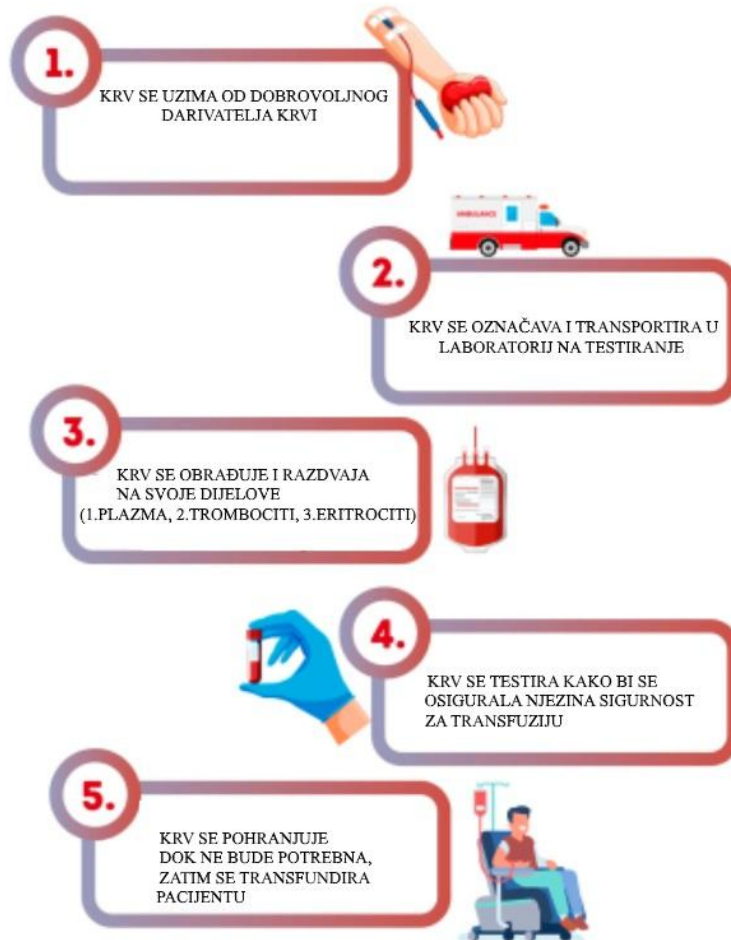 1.
KRV SE UZIMA OD DOBROVOLJNOG
DARIVATELJA KRVI
AMBULANCE
2.
KRV SE OZNAČAVA I TRANSPORTIRA U
LABORATORIJ NA TESTIRANJE
3.
KRV SE OBRAĐUJE I RAZDVAJA
NA SVOJE DIJELOVE
(1.PLAZMA, 2.TROMBOCITI, 3.ERITROCITI)
4.
KRV SE TESTIRA KAKO BI SE
OSIGURALA NJEZINA SIGURNOST
ZA TRANSFUZIJU
5.
KRV SE POHRANJUJE
DOK NE BUDE POTREBNA,
ZATIM SE TRANSFUNDIRA
PACIJENTU